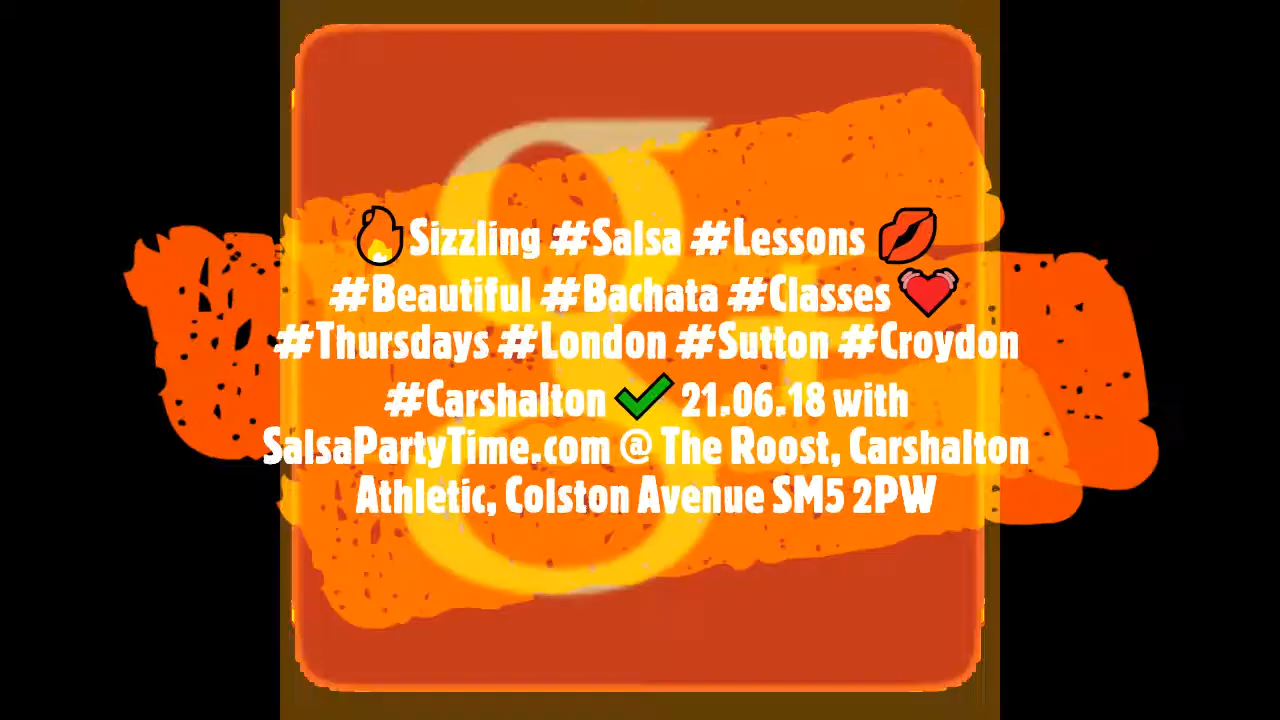 🔥Sizzling #Salsa #Lessons 💋
#Beautiful #Bachata #Classes 💓
#Thursdays #London #Sutton #Croydon
#Carshalton ✔ 21.06.18 with
SalsaPartyTime.com @ The Roost, Carshalton
Athletic, Colston Avenue SM5 2PW
g+